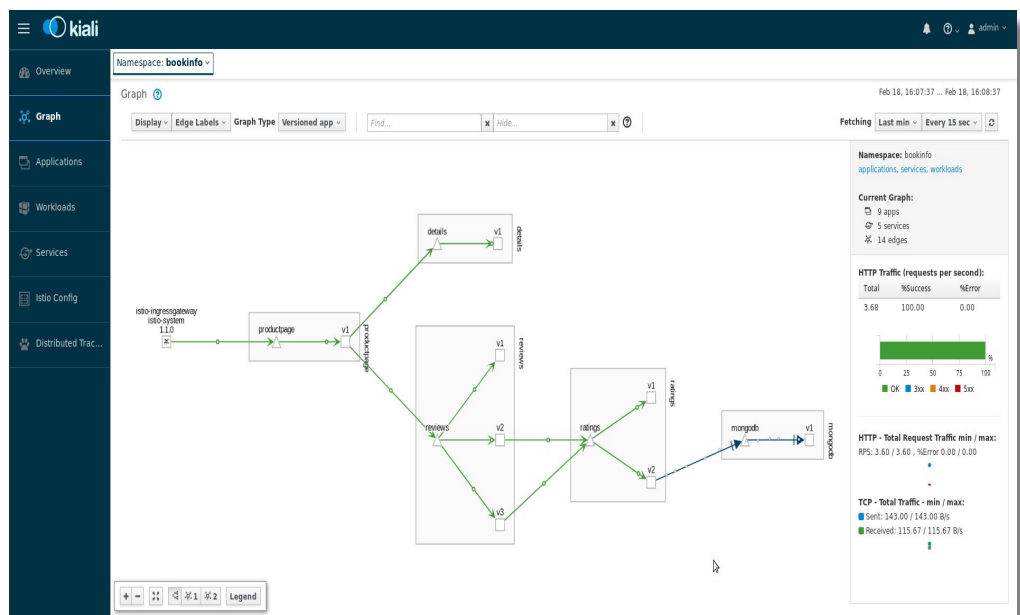 kiali
admin
Overview
Graph
Applications
Workloads
Services
Istio Config
Distributed Trac...
Namespace: bookinfo
Graph
Feb 18, 16:07:37 ... Feb 18, 16:08:37
Display
Edge Labels
Graph Type
Versioned app
Find...
Hide...
Fetching
Last min
Every 15 sec
details
v1
details
istio-ingressgateway
istio-system
1.1.0
productpage
v1
productpage
reviews
v1
v2
v3
reviews
ratings
v1
v2
ratings
mongodb
v1
mongodb
1
2
Legend
Namespace: bookinfo
applications, services, workloads
Current Graph:
9 apps
5 services
14 edges
HTTP Traffic (requests per second):
Total %Success %Error
3.68 100.00 0.00
%
0 25 50 75 100
OK 3xx 4xx 5xx
HTTP - Total Request Traffic min / max:
RPS: 3.60 / 3.60 , %Error 0.00 / 0.00
TCP - Total Traffic - min / max:
Sent: 143.00 / 143.00 B/s
Received: 115.67 / 115.67 B/s